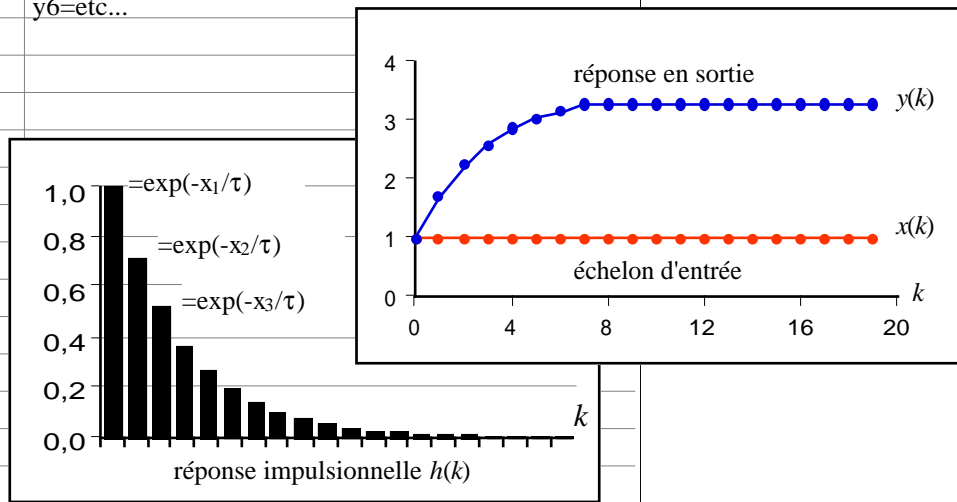 y6=etc...
4
3
2
1
0
réponse en sortie
y(k)
x(k)
échelon d'entrée
k
0 4 8 12 16 20
1,0
0,8
0,6
0,4
0,2
0,0
=exp(-x₁/τ)
=exp(-x₂/τ)
=exp(-x₃/τ)
k
réponse impulsionnelle h(k)